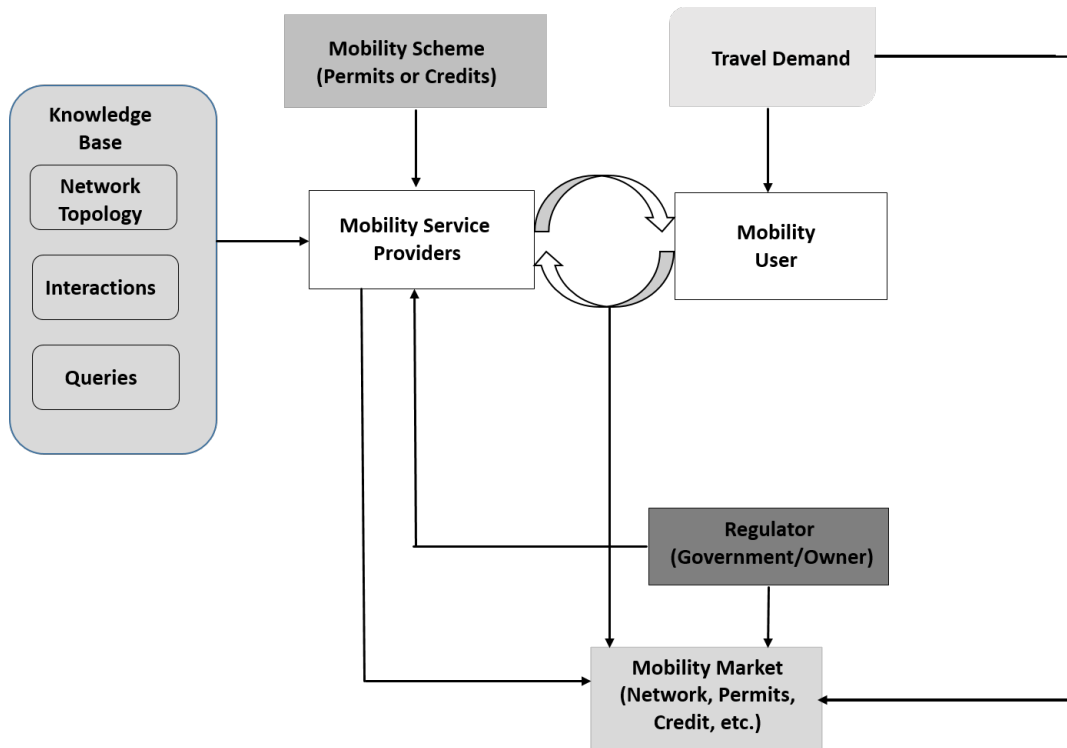 Mobility Scheme
(Permits or Credits)
Travel Demand
Knowledge
Base
Network
Topology
Interactions
Queries
Mobility Service
Providers
Mobility
User
Regulator
(Government/Owner)
Mobility Market
(Network, Permits,
Credit, etc.)